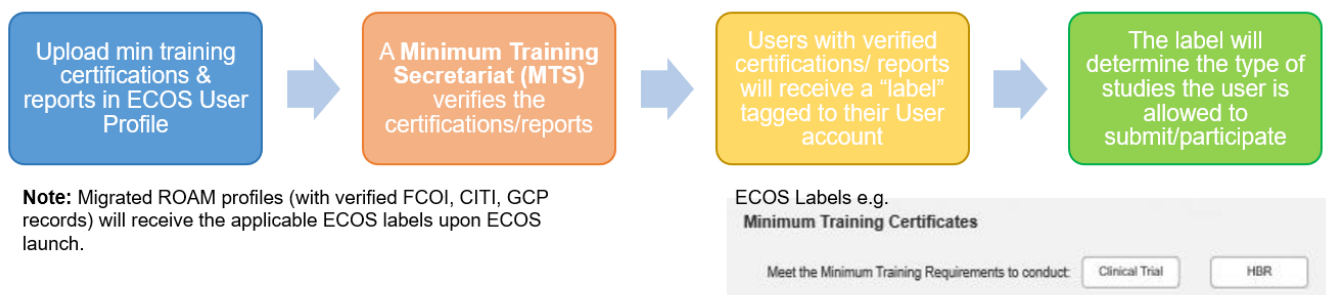 Upload min training
certifications &
reports in ECOS User
Profile
A Minimum Training
Secretariat (MTS)
verifies the
certifications/reports
Users with verified
certifications/ reports
will receive a “label”
tagged to their User
account
The label will
determine the type of
studies the user is
allowed to
submit/participate
Note: Migrated ROAM profiles (with verified FCOI, CITI, GCP
records) will receive the applicable ECOS labels upon ECOS
launch.
ECOS Labels e.g.
Minimum Training Certificates
Meet the Minimum Training Requirements to conduct: Clinical Trial HBR